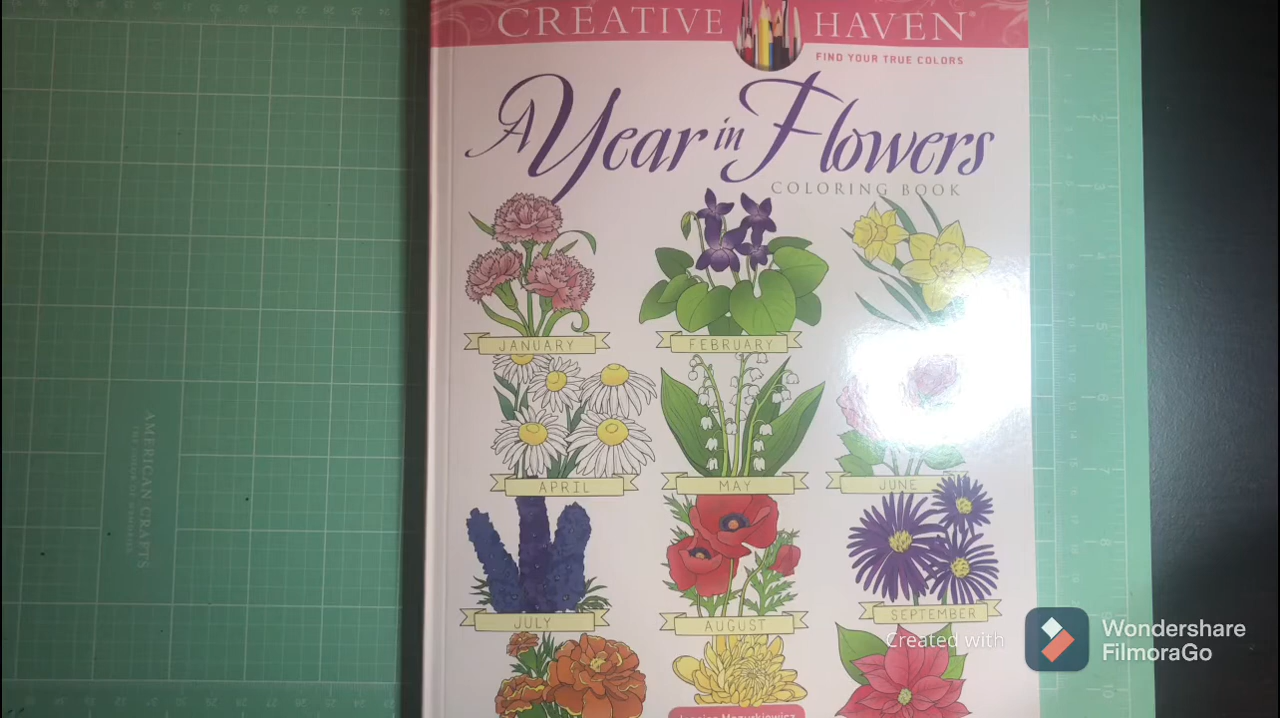 CREATIVE HAVEN®
FIND YOUR TRUE COLORS
A Year in Flowers
COLORING BOOK
JANUARY
FEBRUARY
APRIL
MAY
JUNE
JULY
AUGUST
SEPTEMBER
AMERICAN CRAFTS
Created with
Wondershare
FilmoraGo